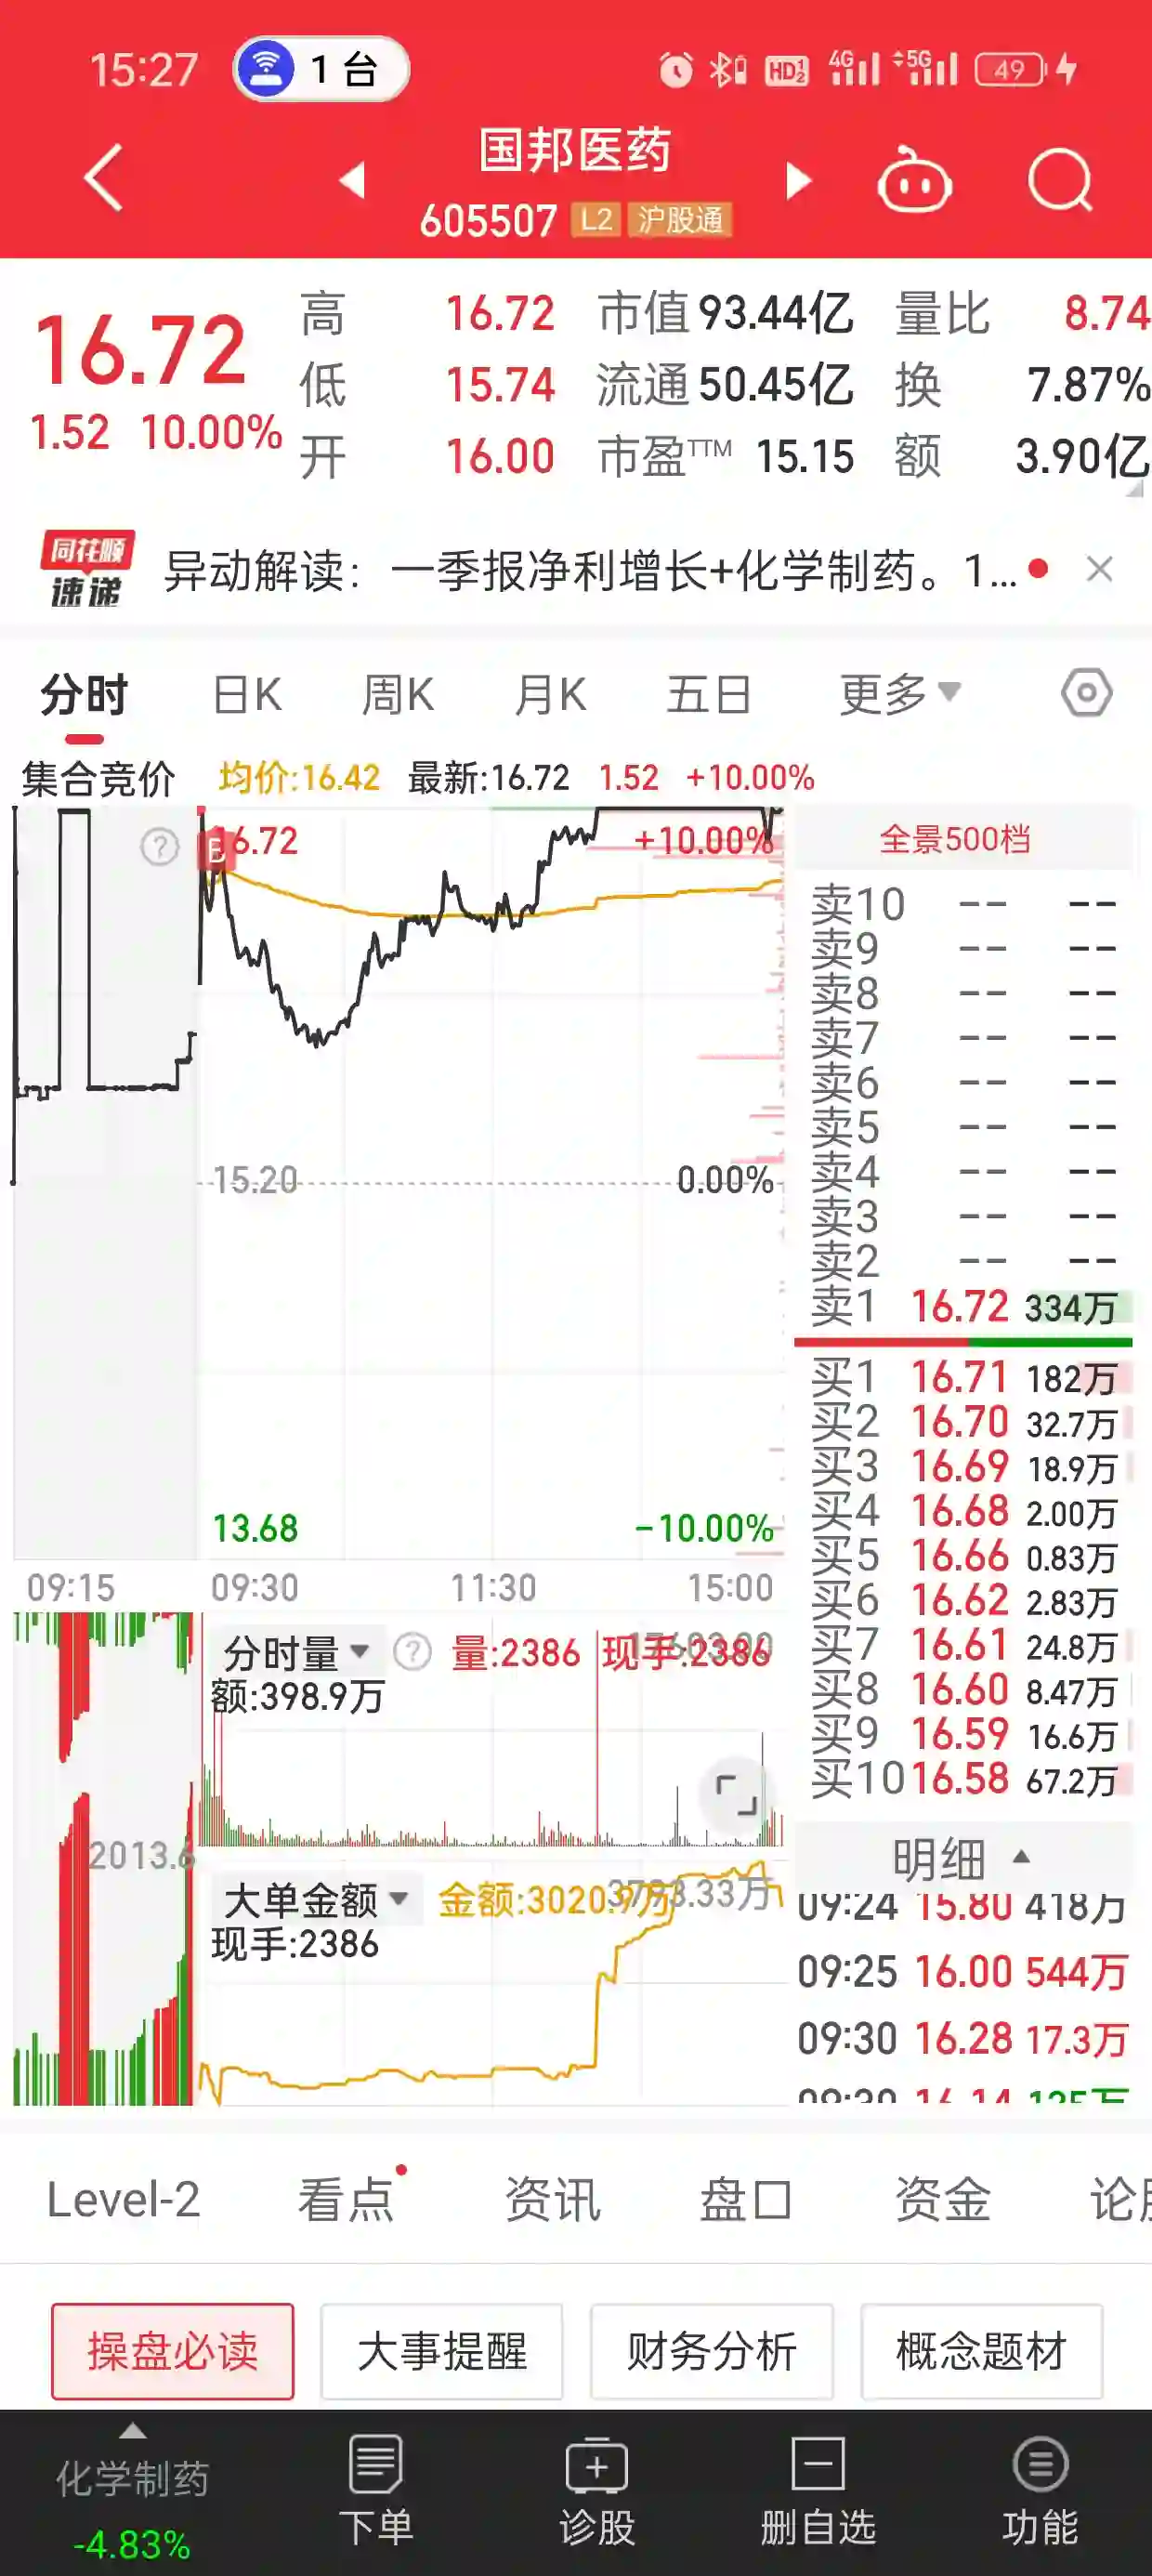 15:27 1 台 HD 1 2 4G 5G 49
国邦医药
605507 L2 沪股通
16.72
1.52 10.00%
高 16.72 市值 93.44亿 量比 8.74
低 15.74 流通 50.45亿 换 7.87%
开 16.00 市盈TTM 15.15 额 3.90亿
同花顺
速递
异动解读：一季报净利增长+化学制药。1...
分时 日K 周K 月K 五日 更多
集合竞价 均价:16.42 最新:16.72 1.52 +10.00%
B 6.72 +10.00%
15.20 0.00%
13.68 -10.00%
09:15 09:30 11:30 15:00
分时量 ? 量:2386 现手:2386
额:398.9万
2013.6
大单金额 金额:3020.9万 3793.33万
现手:2386
全景500档
卖10 -- --
卖9 -- --
卖8 -- --
卖7 -- --
卖6 -- --
卖5 -- --
卖4 -- --
卖3 -- --
卖2 -- --
卖1 16.72 334万
买1 16.71 182万
买2 16.70 32.7万
买3 16.69 18.9万
买4 16.68 2.00万
买5 16.66 0.83万
买6 16.62 2.83万
买7 16.61 24.8万
买8 16.60 8.47万
买9 16.59 16.6万
买10 16.58 67.2万
明细
09:24 15.80 418万
09:25 16.00 544万
09:30 16.28 17.3万
09:30 16.14 125万
Level-2 看点 资讯 盘口 资金 论股
操盘必读 大事提醒 财务分析 概念题材
化学制药
-4.83%
下单 诊股 删自选 功能